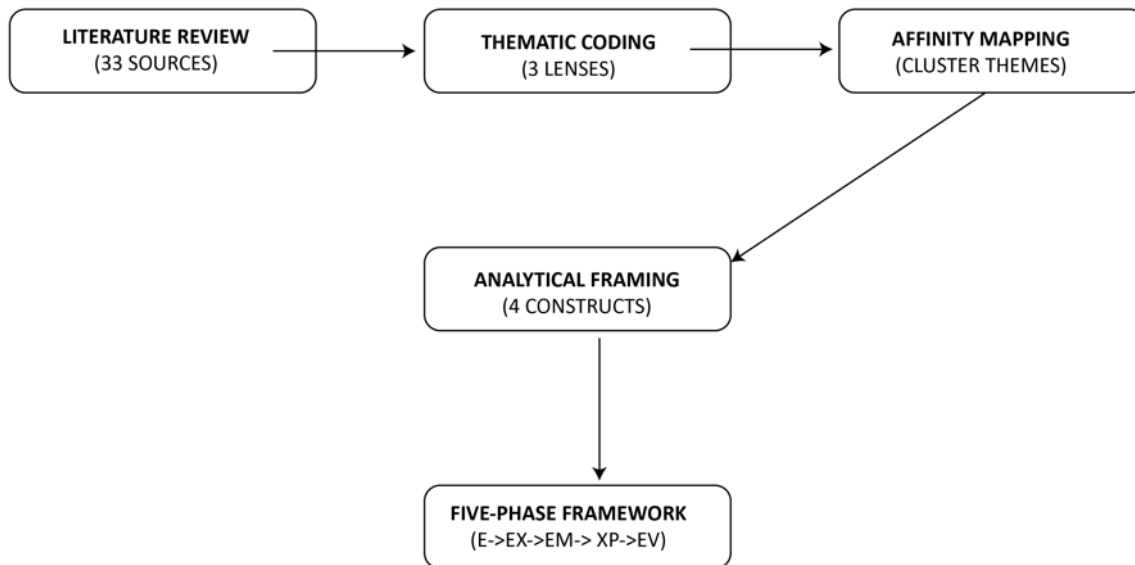 LITERATURE REVIEW
(33 SOURCES)
THEMATIC CODING
(3 LENSES)
AFFINITY MAPPING
(CLUSTER THEMES)
ANALYTICAL FRAMING
(4 CONSTRUCTS)
FIVE-PHASE FRAMEWORK
(E->EX->EM-> XP->EV)